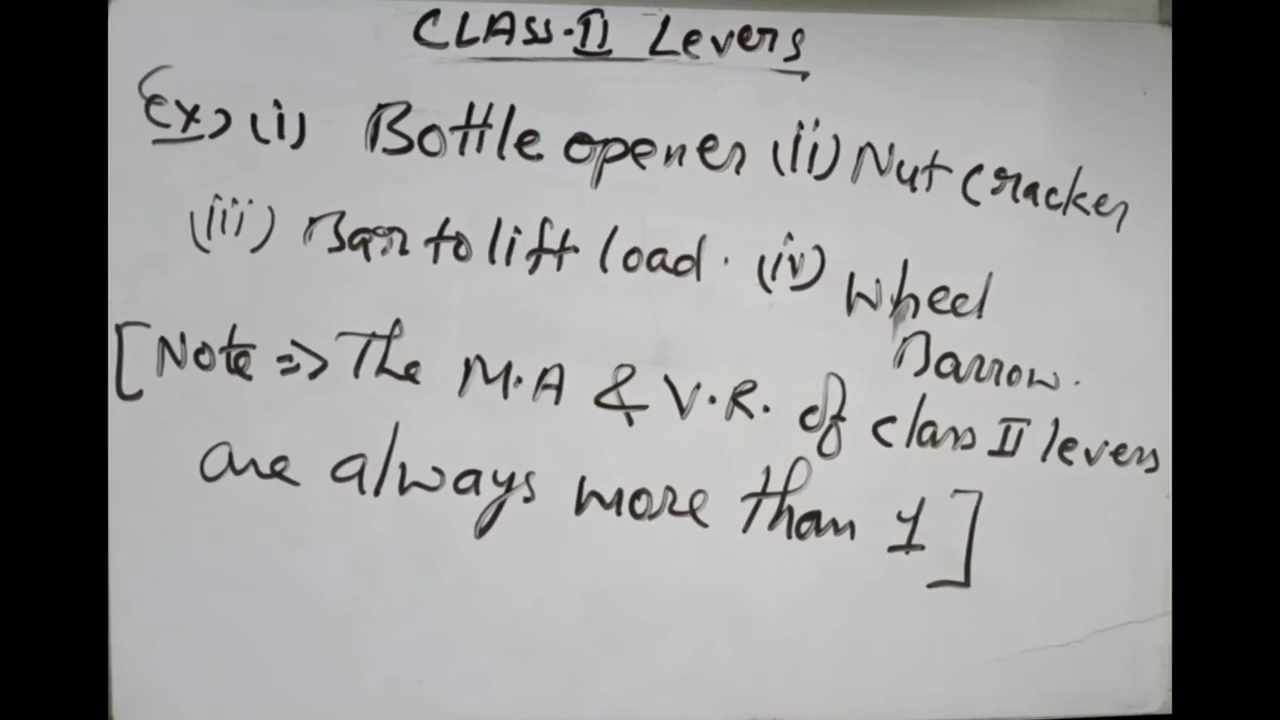 CLASS-II Levers
Ex> (i) Bottle opener (ii) Nut cracker
(iii) Bar to lift load. (iv) Wheel
Barrow.
[Note => The M.A & V.R. of class II levers
are always more than 1]